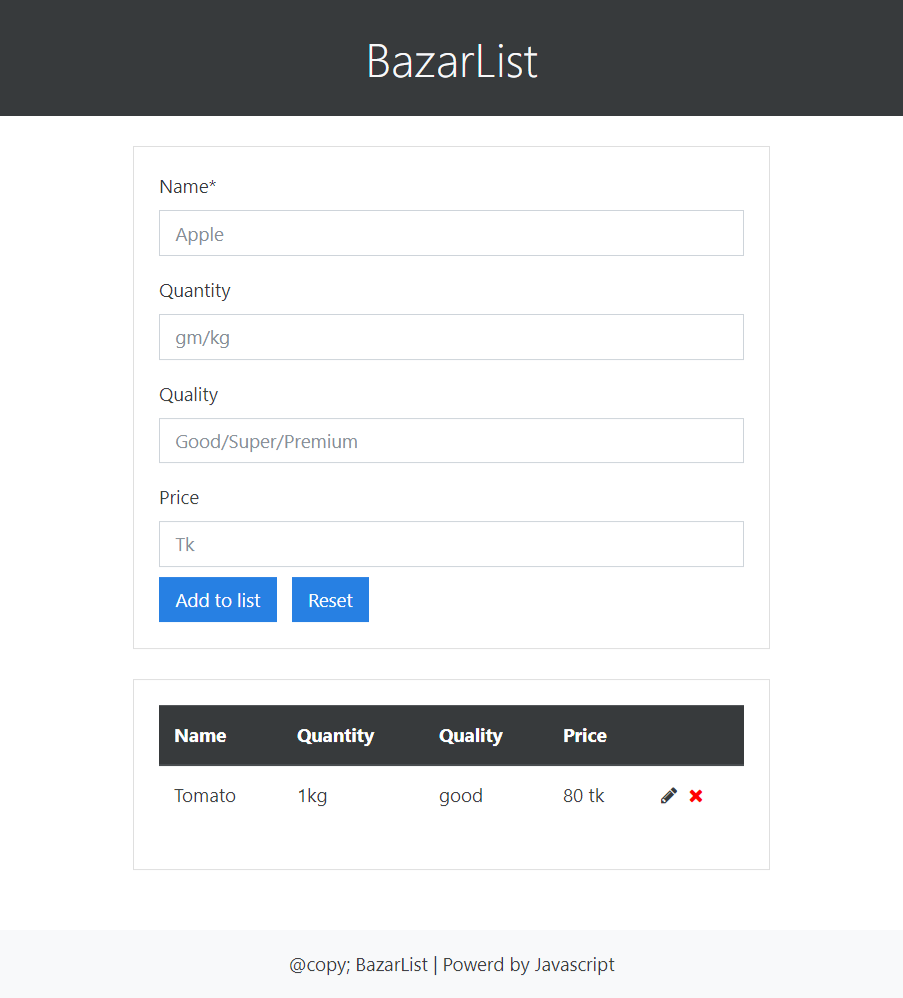 BazarList
Name*
Apple
Quantity
gm/kg
Quality
Good/Super/Premium
Price
Tk
Add to list Reset
Name Quantity Quality Price
Tomato 1kg good 80 tk
@copy; BazarList | Powerd by Javascript